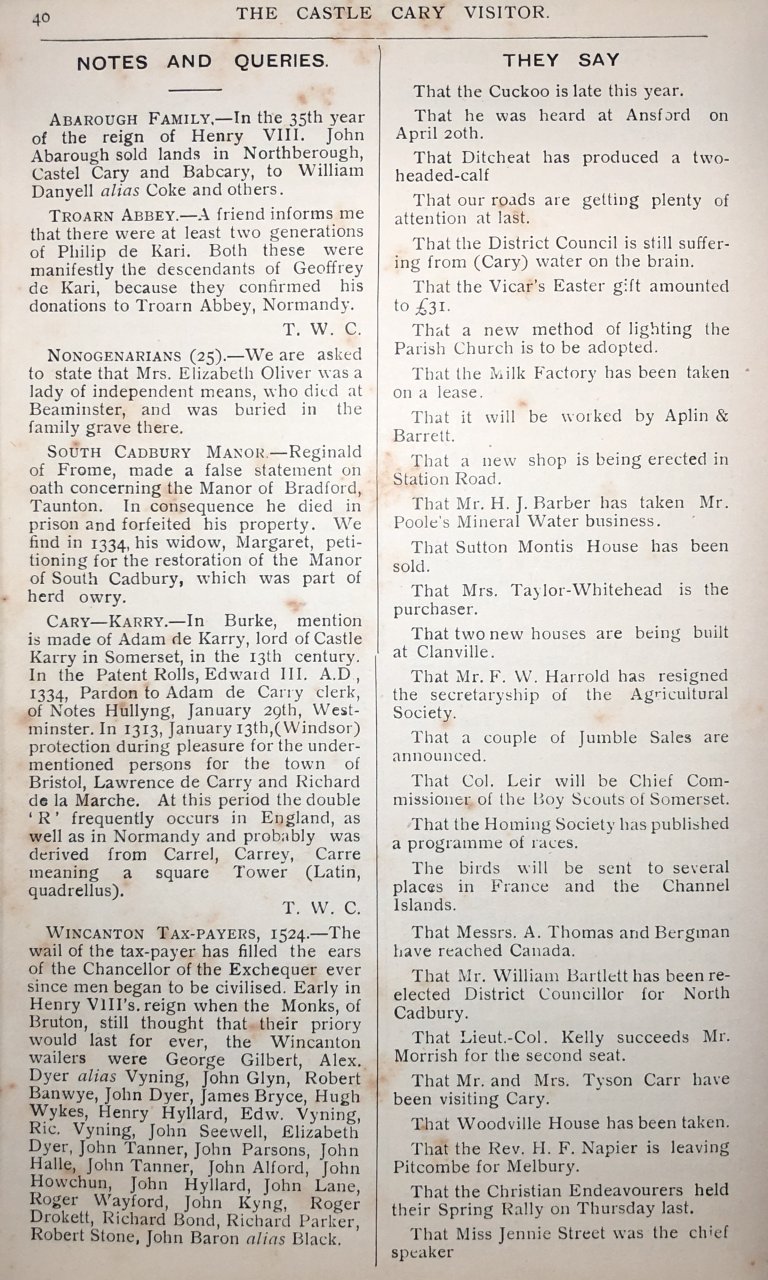 40
THE CASTLE CARY VISITOR.
NOTES AND QUERIES.
ABAROUGH FAMILY,—In the 35th year
of the reign of Henry VIII. John
Abarough sold lands in Northberough,
Castel Cary and Babcary, to William
Danyell alias Coke and others.
TROARN ABBEY.—A friend informs me
that there were at least two generations
of Philip de Kari. Both these were
manifestly the descendants of Geoffrey
de Kari, because they confirmed his
donations to Troarn Abbey, Normandy.
T. W. C.
NONOGENARIANS (25).—We are asked
to state that Mrs. Elizabeth Oliver was a
lady of independent means, who died at
Beaminster, and was buried in the
family grave there.
SOUTH CADBURY MANOR.—Reginald
of Frome, made a false statement on
oath concerning the Manor of Bradford,
Taunton. In consequence he died in
prison and forfeited his property. We
find in 1334, his widow, Margaret, peti-
tioning for the restoration of the Manor
of South Cadbury, which was part of
herd owry.
CARY—KARRY.—In Burke, mention
is made of Adam de Karry, lord of Castle
Karry in Somerset, in the 13th century.
In the Patent Rolls, Edward III. A.D ,
1334, Pardon to Adam de Carry clerk,
of Notes Hullyng, January 29th, West-
minster. In 1313, January 13th,(Windsor)
protection during pleasure for the under-
mentioned persons for the town of
Bristol, Lawrence de Carry and Richard
de la Marche. At this period the double
‘ R ’ frequently occurs in England, as
well as in Normandy and probably was
derived from Carrel, Carrey, Carre
meaning a square Tower (Latin,
quadrellus).
T. W. C.
WINCANTON TAX-PAYERS, 1524.—The
wail of the tax-payer has filled the ears
of the Chancellor of the Exchequer ever
since men began to be civilised. Early in
Henry VIII's. reign when the Monks, of
Bruton, still thought that their priory
would last for ever, the Wincanton
wailers were George Gilbert, Alex.
Dyer alias Vyning, John Glyn, Robert
Banwye, John Dyer, James Bryce, Hugh
Wykes, Henry Hyllard, Edw. Vyning,
Ric. Vyning, John Seewell, Elizabeth
Dyer, John Tanner, John Parsons, John
Halle, John Tanner, John Alford, John
Howchun, John Hyllard, John Lane,
Roger Wayford, John Kyng, Roger
Drokett, Richard Bond, Richard Parker,
Robert Stone, John Baron alias Black.
THEY SAY
That the Cuckoo is late this year.
That he was heard at Ansford on
April 20th.
That Ditcheat has produced a two-
headed-calf
That our roads are getting plenty of
attention at last.
That the District Council is still suffer-
ing from (Cary) water on the brain.
That the Vicar's Easter gift amounted
to £31.
That a new method of lighting the
Parish Church is to be adopted.
That the Milk Factory has been taken
on a lease.
That it will be worked by Aplin &
Barrett.
That a new shop is being erected in
Station Road.
That Mr. H. J. Barber has taken Mr.
Poole's Mineral Water business.
That Sutton Montis House has been
sold.
That Mrs. Taylor-Whitehead is the
purchaser.
That two new houses are being built
at Clanville.
That Mr. F. W. Harrold has resigned
the secretaryship of the Agricultural
Society.
That a couple of Jumble Sales are
announced.
That Col. Leir will be Chief Com-
missioner of the Boy Scouts of Somerset.
That the Homing Society has published
a programme of races.
The birds will be sent to several
places in France and the Channel
Islands.
That Messrs. A. Thomas and Bergman
have reached Canada.
That Mr. William Bartlett has been re-
elected District Councillor for North
Cadbury.
That Lieut.-Col. Kelly succeeds Mr.
Morrish for the second seat.
That Mr. and Mrs. Tyson Carr have
been visiting Cary.
That Woodville House has been taken.
That the Rev. H. F. Napier is leaving
Pitcombe for Melbury.
That the Christian Endeavourers held
their Spring Rally on Thursday last.
That Miss Jennie Street was the chief
speaker